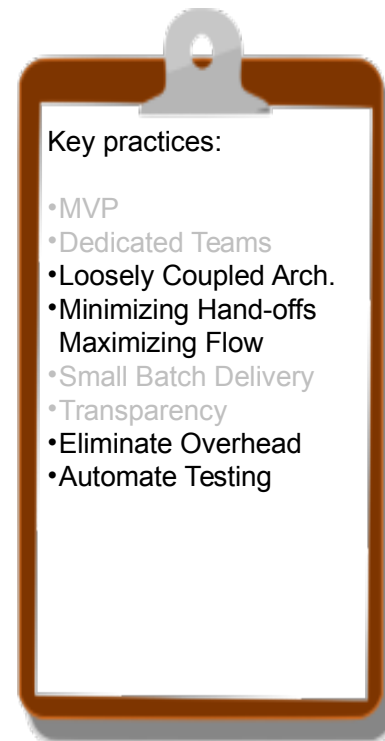 Key practices:
•MVP
•Dedicated Teams
•Loosely Coupled Arch.
•Minimizing Hand-offs
Maximizing Flow
•Small Batch Delivery
•Transparency
•Eliminate Overhead
•Automate Testing